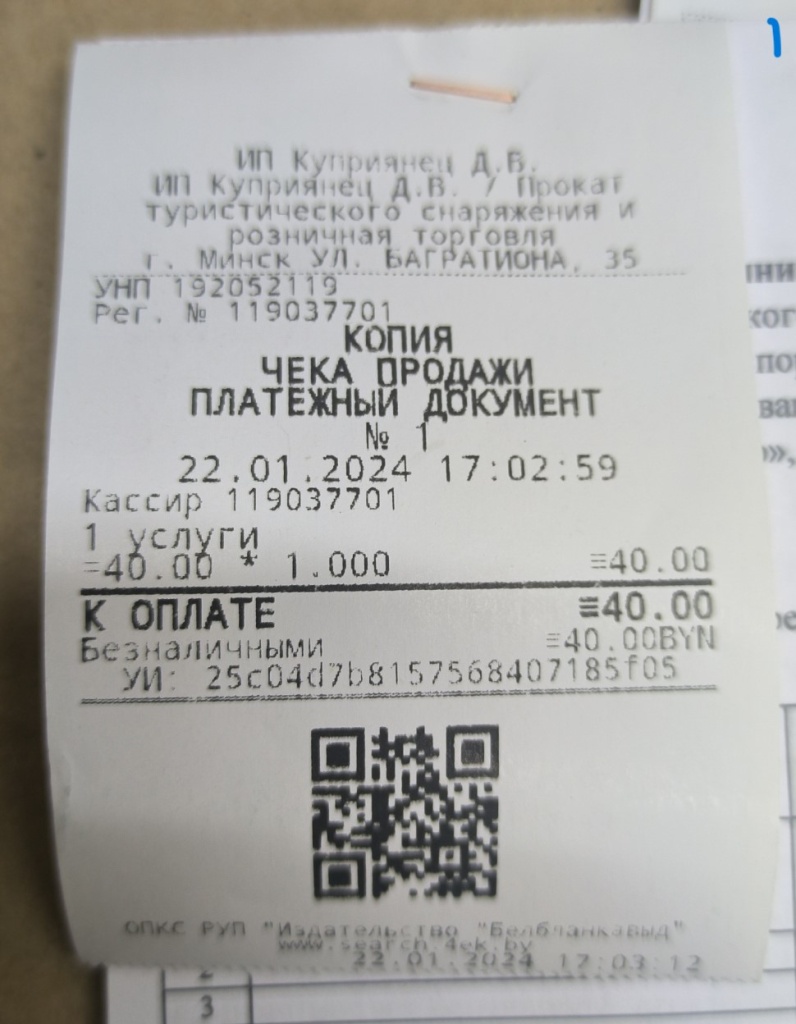 1
ИП Куприянец Д.В.
ИП Куприянец Д.В. / Прокат
туристического снаряжения и
розничная торговля
г. Минск УЛ. БАГРАТИОНА, 35
УНП 192052119
Рег. № 119037701
КОПИЯ
ЧЕКА ПРОДАЖИ
ПЛАТЕЖНЫЙ ДОКУМЕНТ
№ 1
22.01.2024 17:02:59
Кассир 119037701
1 услуги
=40.00 * 1.000 ≡40.00
К ОПЛАТЕ ≡40.00
Безналичными =40.00BYN
УИ: 25c04d7b8157568407185f05
ОПКС РУП "Издательство "Белбланкавыд"
www.search.4ek.by
22.01.2024 17:03:12
2
3